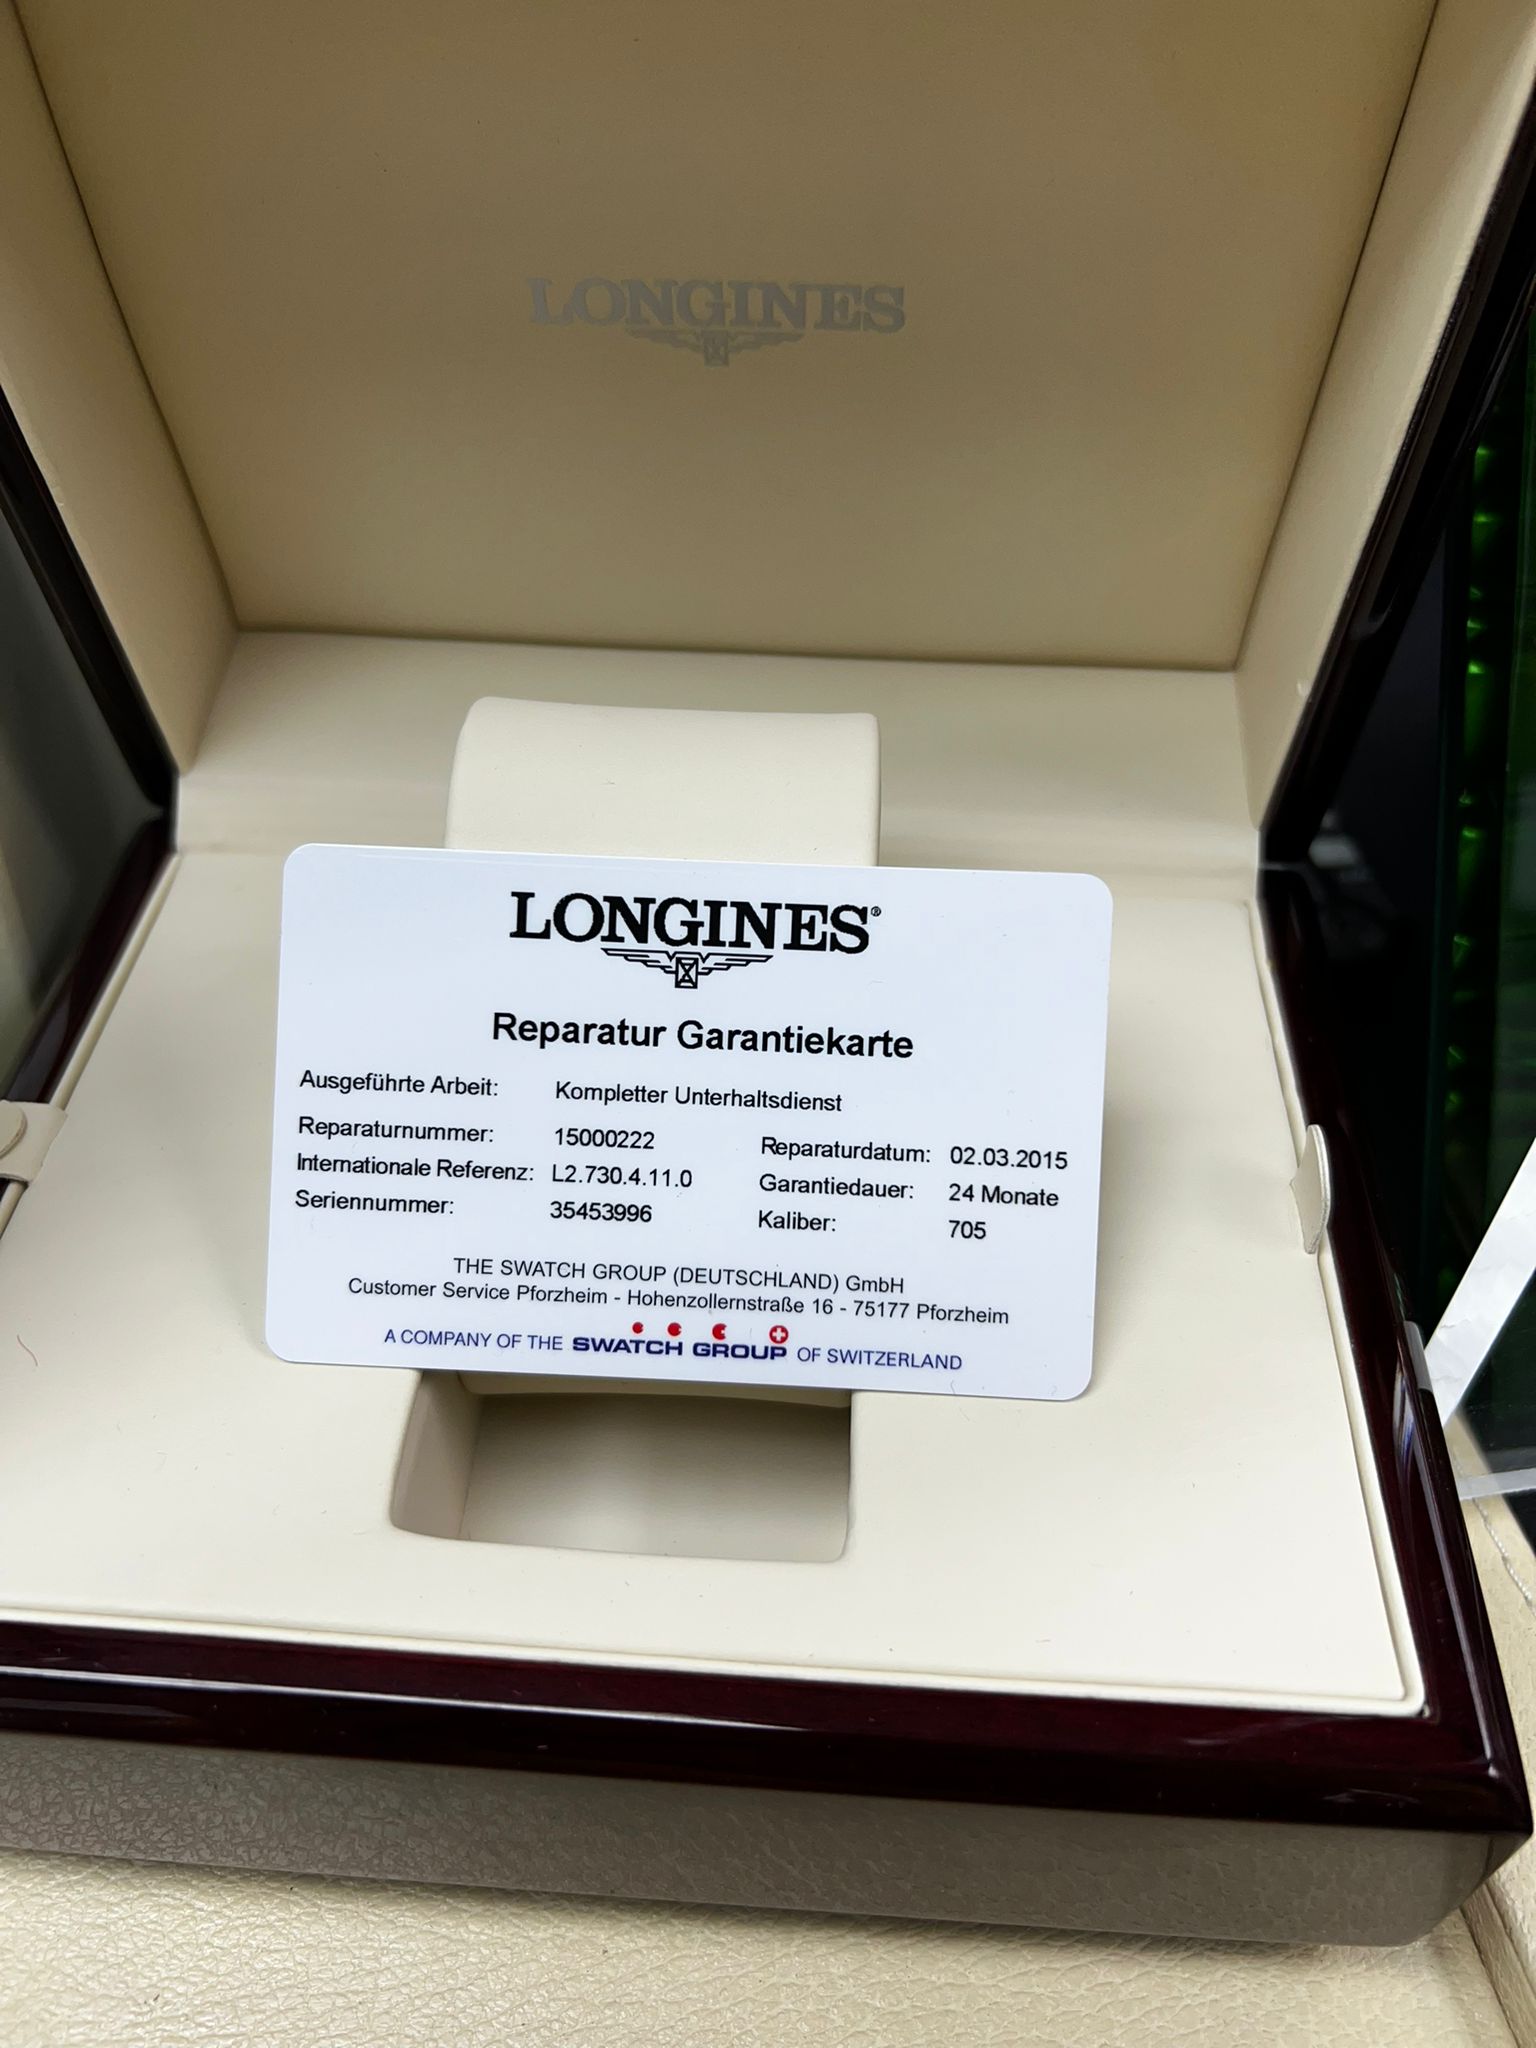 LONGINES
LONGINES®
Reparatur Garantiekarte
Ausgeführte Arbeit: Kompletter Unterhaltsdienst
Reparaturnummer: 15000222 Reparaturdatum: 02.03.2015
Internationale Referenz: L2.730.4.11.0 Garantiedauer: 24 Monate
Seriennummer: 35453996 Kaliber: 705
THE SWATCH GROUP (DEUTSCHLAND) GmbH
Customer Service Pforzheim - Hohenzollernstraße 16 - 75177 Pforzheim
A COMPANY OF THE SWATCH GROUP OF SWITZERLAND